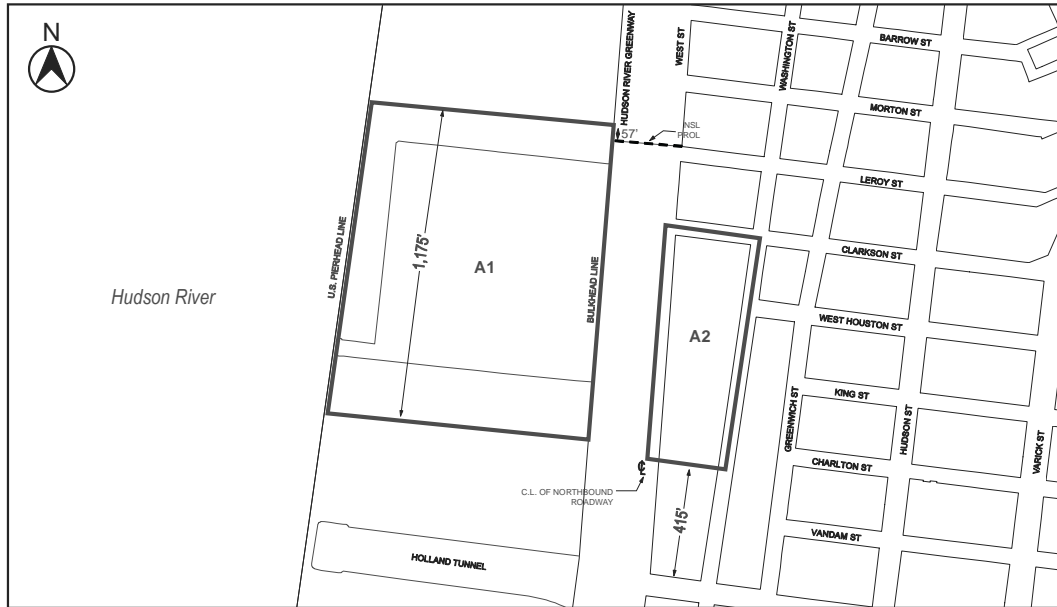 N
BARROW ST
WEST ST
WASHINGTON ST
HUDSON RIVER GREENWAY
MORTON ST
NSL
PROL
57'
LEROY ST
U.S. PIERHEAD LINE
1,175'
A1
BULKHEAD LINE
CLARKSON ST
Hudson River
WEST HOUSTON ST
A2
KING ST
GREENWICH ST
HUDSON ST
VARICK ST
CHARLTON ST
C.L. OF NORTHBOUND
ROADWAY
415'
VANDAM ST
HOLLAND TUNNEL